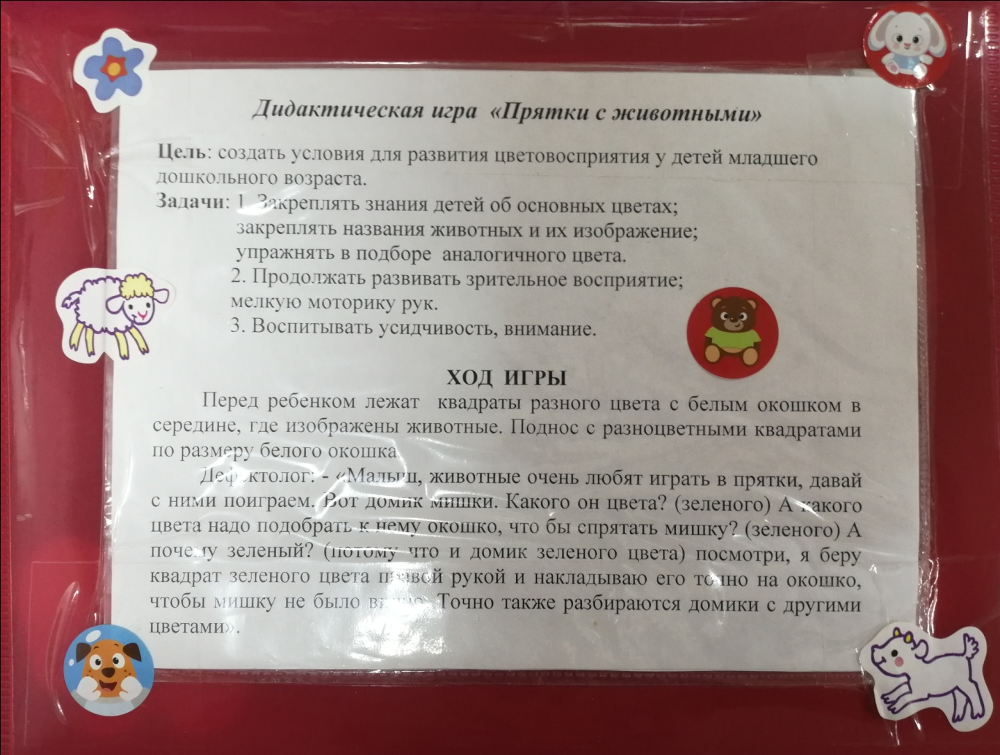 Дидактическая игра «Прятки с животными»
Цель: создать условия для развития цветовосприятия у детей младшего
дошкольного возраста.
Задачи: 1. Закреплять знания детей об основных цветах;
закреплять названия животных и их изображение;
упражнять в подборе аналогичного цвета.
2. Продолжать развивать зрительное восприятие;
мелкую моторику рук.
3. Воспитывать усидчивость, внимание.
ХОД ИГРЫ
Перед ребенком лежат квадраты разного цвета с белым окошком в
середине, где изображены животные. Поднос с разноцветными квадратами
по размеру белого окошка
Дефектолог: - «Малыш, животные очень любят играть в прятки, давай
с ними поиграем. Вот домик мишки. Какого он цвета? (зеленого) А какого
цвета надо подобрать к нему окошко, что бы спрятать мишку? (зеленого) А
почему зеленый? (потому что и домик зеленого цвета) посмотри, я беру
квадрат зеленого цвета правой рукой и накладываю его точно на окошко,
чтобы мишку не было видно. Точно также разбираются домики с другими
цветами».